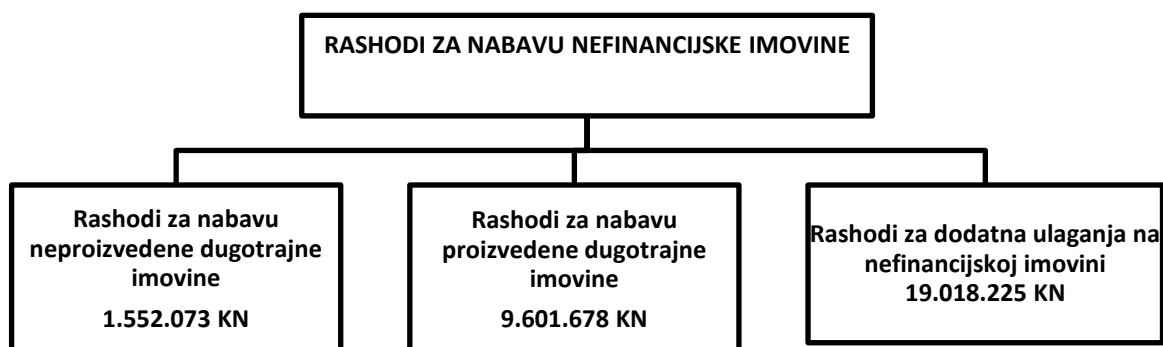 RASHODI ZA NABAVU NEFINANCIJSKE IMOVINE
Rashodi za nabavu
neproizvedene dugotrajne
imovine
1.552.073 KN
Rashodi za nabavu
proizvedene dugotrajne
imovine
9.601.678 KN
Rashodi za dodatna ulaganja na
nefinancijskoj imovini
19.018.225 KN